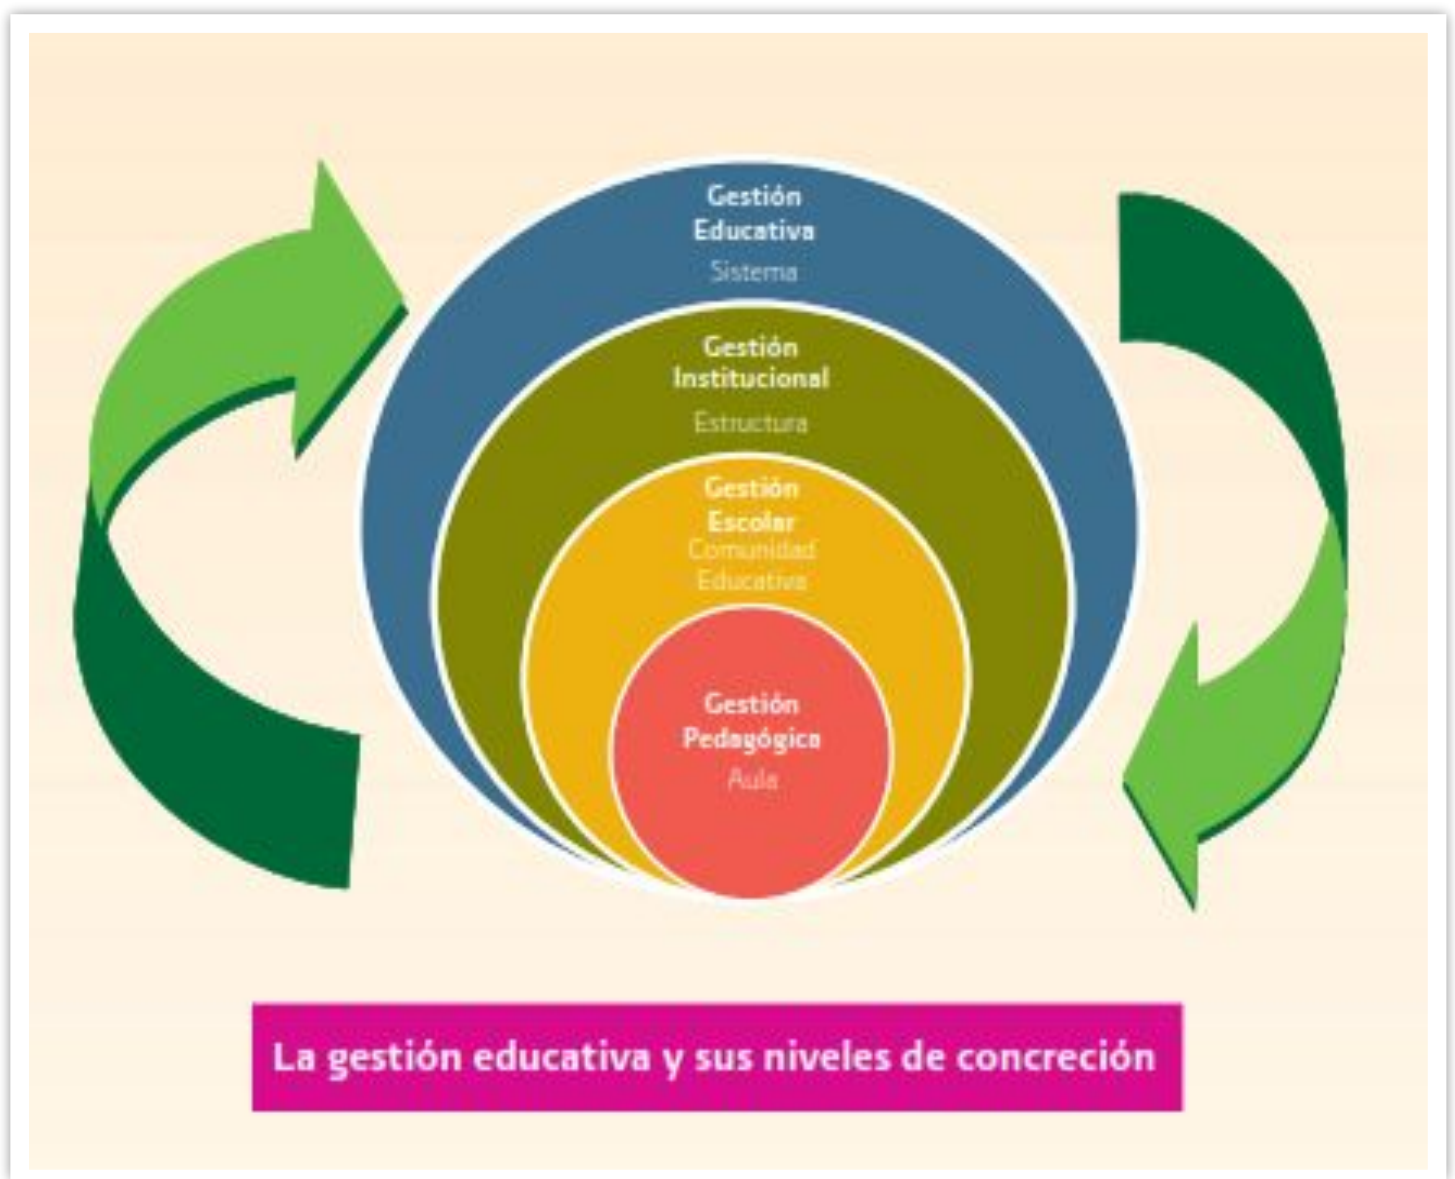 Gestión
Educativa
Sistema
Gestión
Institucional
Estructura
Gestión
Escolar
Comunidad
Educativa
Gestión
Pedagógica
Aula
La gestión educativa y sus niveles de concreción